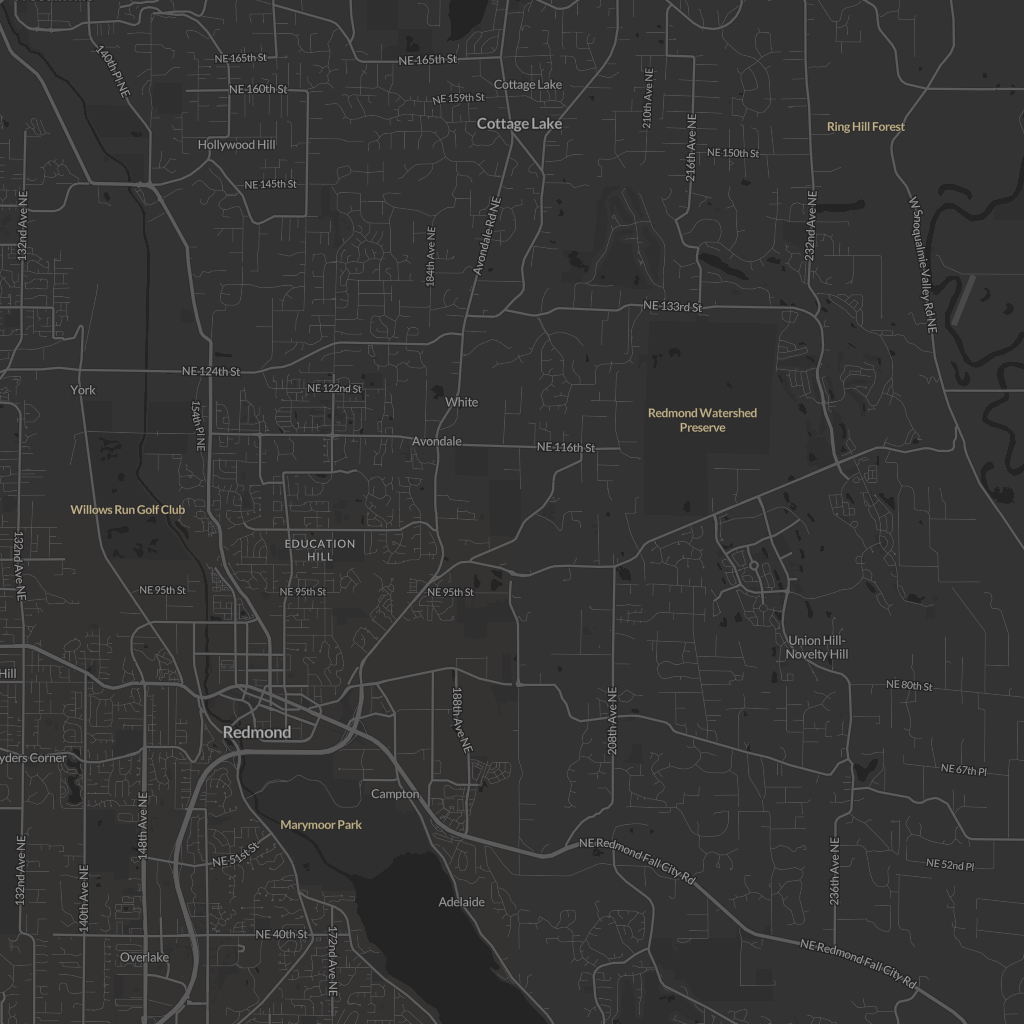 140th Pl NE
NE 165th St
NE 165th St
NE 160th St
NE 159th St
Cottage Lake
Cottage Lake
210th Ave NE
216th Ave NE
Ring Hill Forest
Hollywood Hill
NE 150th St
NE 145th St
132nd Ave NE
184th Ave NE
Avondale Rd NE
232nd Ave NE
W Snoqualmie Valley Rd NE
NE 133rd St
NE 124th St
York
NE 122nd St
White
154th Pl NE
Redmond Watershed
Preserve
Avondale
NE 116th St
Willows Run Golf Club
132nd Ave NE
EDUCATION
HILL
NE 95th St
NE 95th St
NE 95th St
Union Hill-
Novelty Hill
Hill
NE 80th St
188th Ave NE
208th Ave NE
Redmond
yders Corner
NE 67th Pl
Campton
Marymoor Park
148th Ave NE
NE 51st St
132nd Ave NE
140th Ave NE
NE Redmond Fall City Rd
236th Ave NE
NE 52nd Pl
Adelaide
NE 40th St
172nd Ave NE
Overlake
NE Redmond Fall City Rd